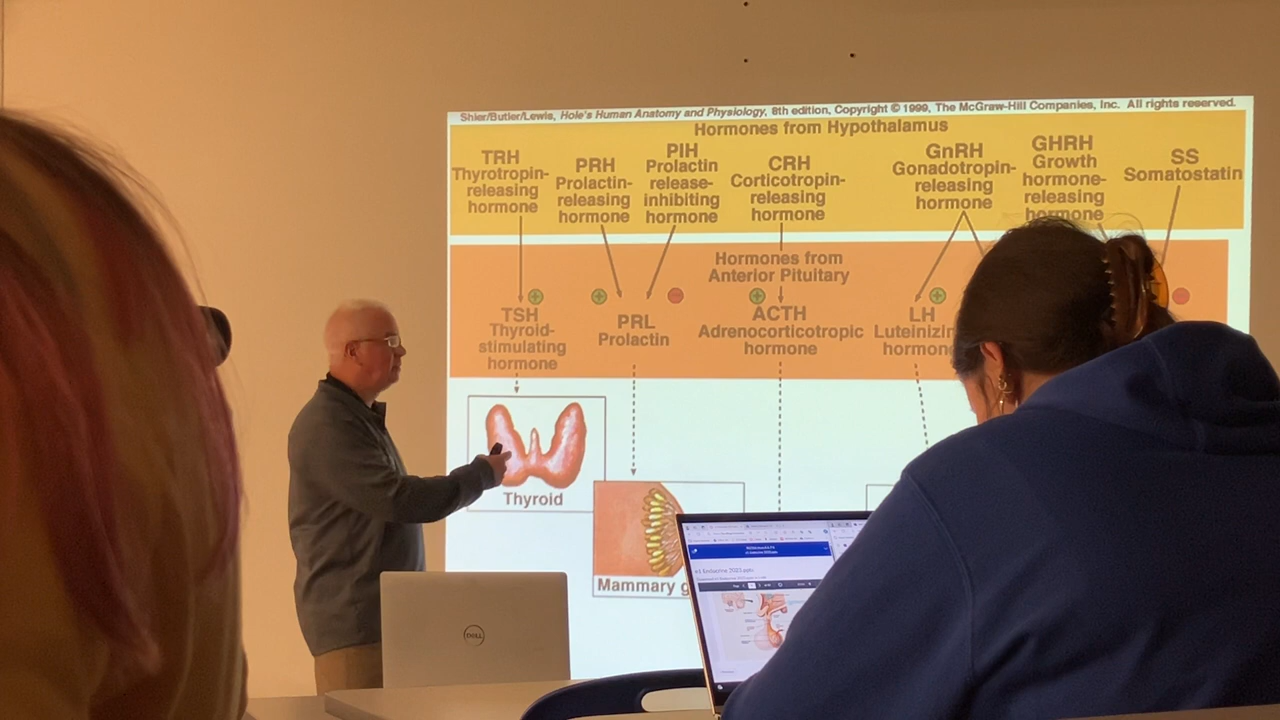 Shier/Butler/Lewis, Hole's Human Anatomy and Physiology, 8th edition, Copyright © 1999, The McGraw-Hill Companies, Inc. All rights reserved.
Hormones from Hypothalamus
TRH
Thyrotropin-
releasing
hormone
PRH
Prolactin-
releasing
hormone
PIH
Prolactin
release-
inhibiting
hormone
CRH
Corticotropin-
releasing
hormone
GnRH
Gonadotropin-
releasing
hormone
GHRH
Growth
hormone-
releasing
hormone
SS
Somatostatin
Hormones from
Anterior Pituitary
TSH
Thyroid-
stimulating
hormone
PRL
Prolactin
ACTH
Adrenocorticotropic
hormone
LH
Luteinizin
hormon
Thyroid
Mammary g
DELL